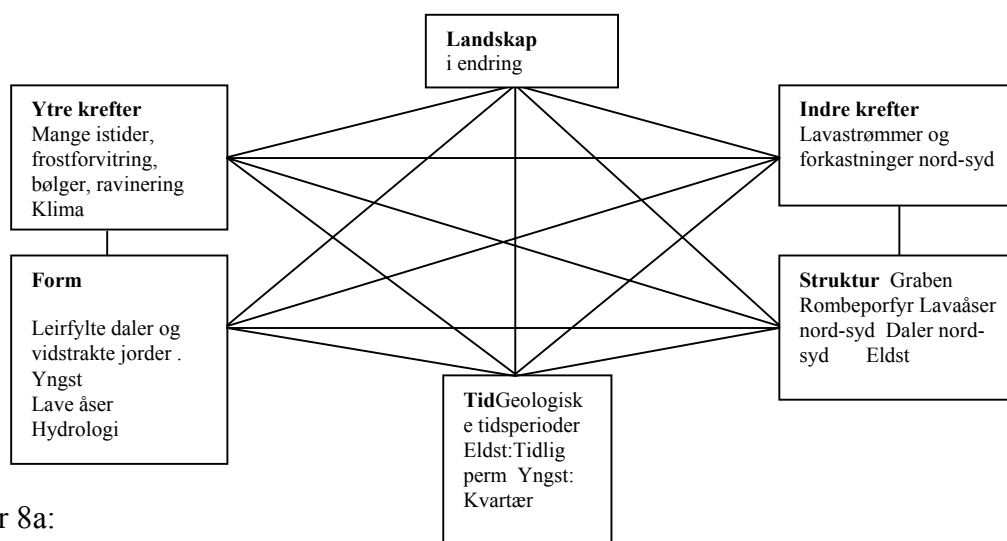 Landskap
i endring
Ytre krefter
Mange istider,
frostforvitring,
bølger, ravinering
Klima
Indre krefter
Lavastrømmer og
forkastninger nord-syd
Form
Leirfylte daler og
vidstrakte jorder .
Yngst
Lave åser
Hydrologi
Struktur Graben
Rombeporfyr Lavaåser
nord-syd Daler nord-
syd Eldst
TidGeologisk
e tidsperioder
Eldst:Tidlig
perm Yngst:
Kvartær
r 8a: